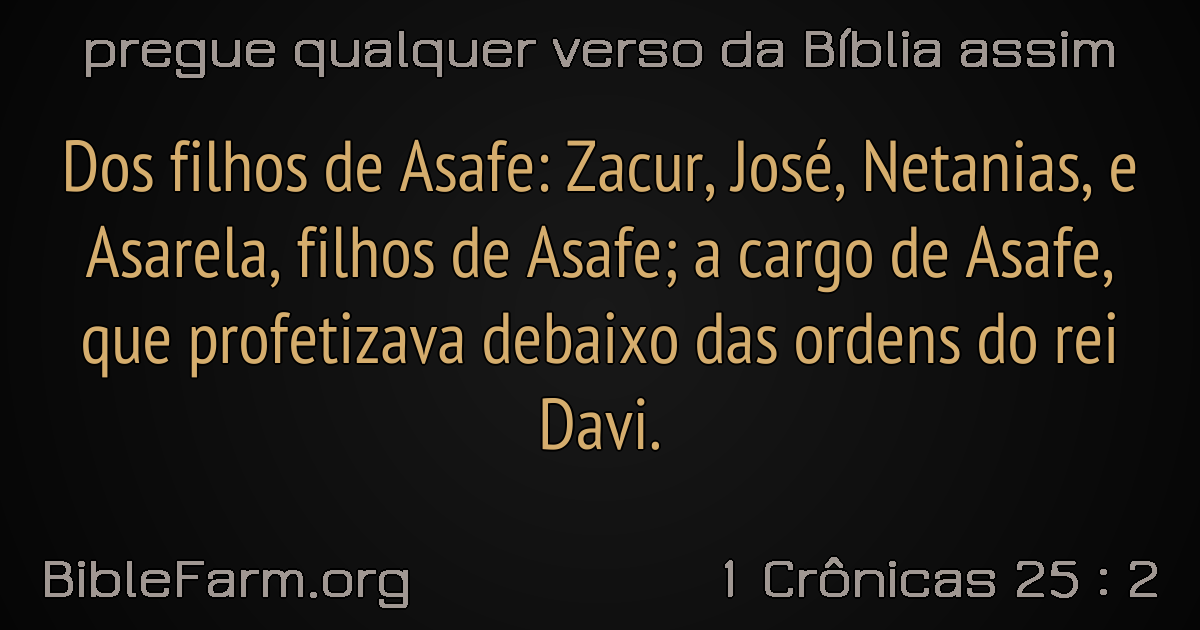 pregue qualquer verso da Bíblia assim
Dos filhos de Asafe: Zacur, José, Netanias, e
Asarela, filhos de Asafe; a cargo de Asafe,
que profetizava debaixo das ordens do rei
Davi.
BibleFarm.org
1 Crônicas 25 : 2